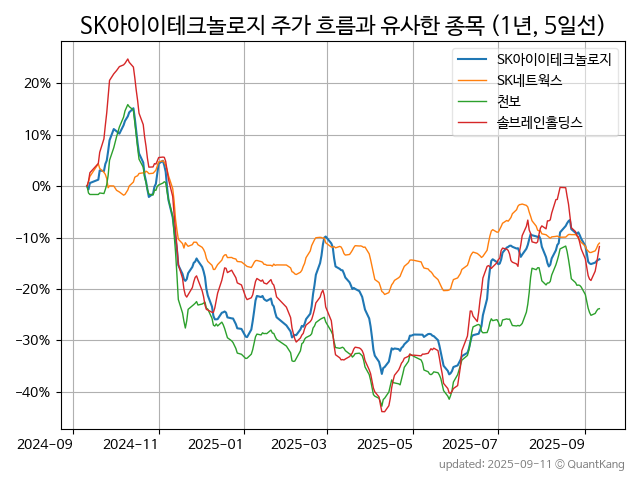 SK아이이테크놀로지 주가 흐름과 유사한 종목 (1년, 5일선)
SK아이이테크놀로지
SK네트웍스
천보
솔브레인홀딩스
20%
10%
0%
−10%
−20%
−30%
−40%
2024-09
2024-11
2025-01
2025-03
2025-05
2025-07
2025-09
updated: 2025-09-11 © QuantKang